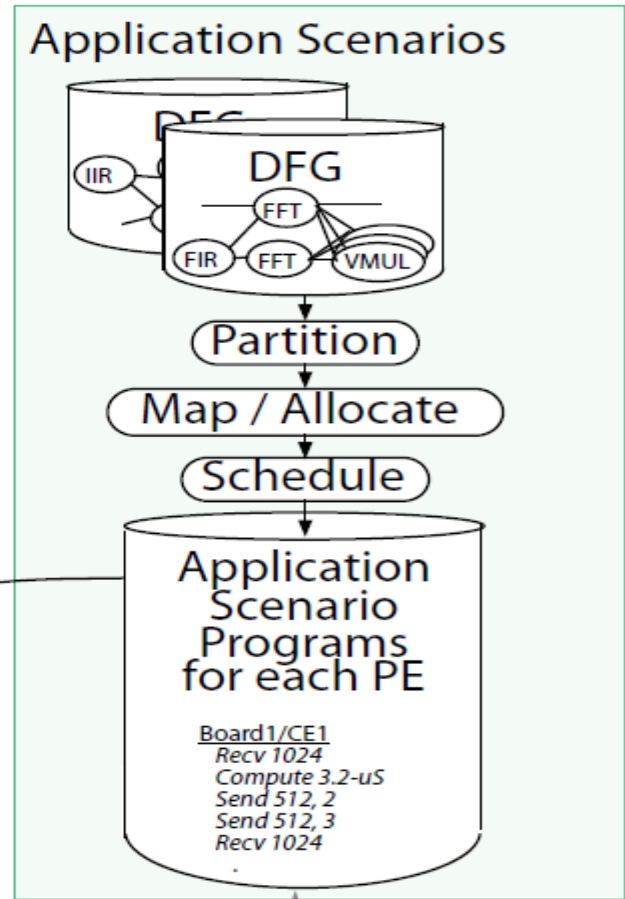 Application Scenarios
DFG
IIR
DFG
FFT
FIR
FFT
VMUL
Partition
Map / Allocate
Schedule
Application
Scenario
Programs
for each PE
Board1/CE1
Recv 1024
Compute 3.2-uS
Send 512, 2
Send 512, 3
Recv 1024
.